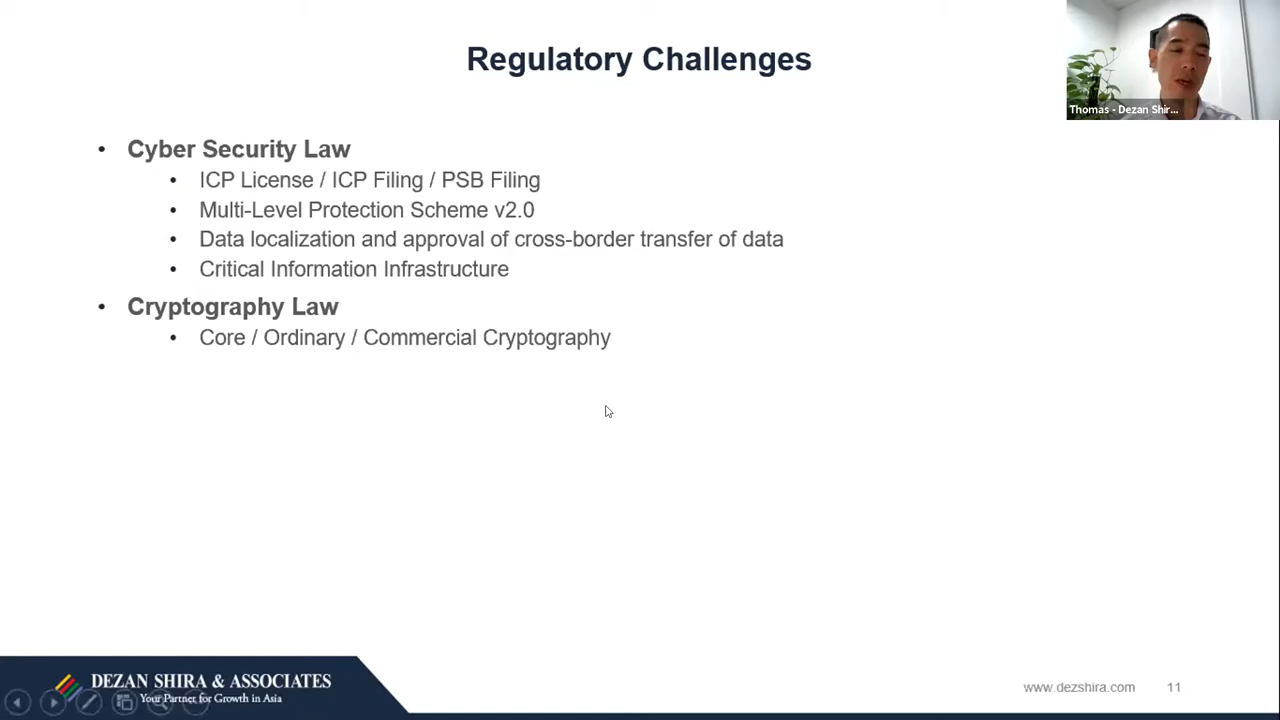 Regulatory Challenges
Thomas - Dezan Shir...
• Cyber Security Law
• ICP License / ICP Filing / PSB Filing
• Multi-Level Protection Scheme v2.0
• Data localization and approval of cross-border transfer of data
• Critical Information Infrastructure
• Cryptography Law
• Core / Ordinary / Commercial Cryptography
DEZAN SHIRA & ASSOCIATES
Your Partner for Growth in Asia
www.dezshira.com 11